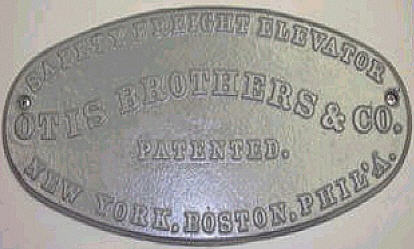 SAFETY FREIGHT ELEVATOR
OTIS BROTHERS & CO.
PATENTED.
NEW YORK, BOSTON, PHIL'A.